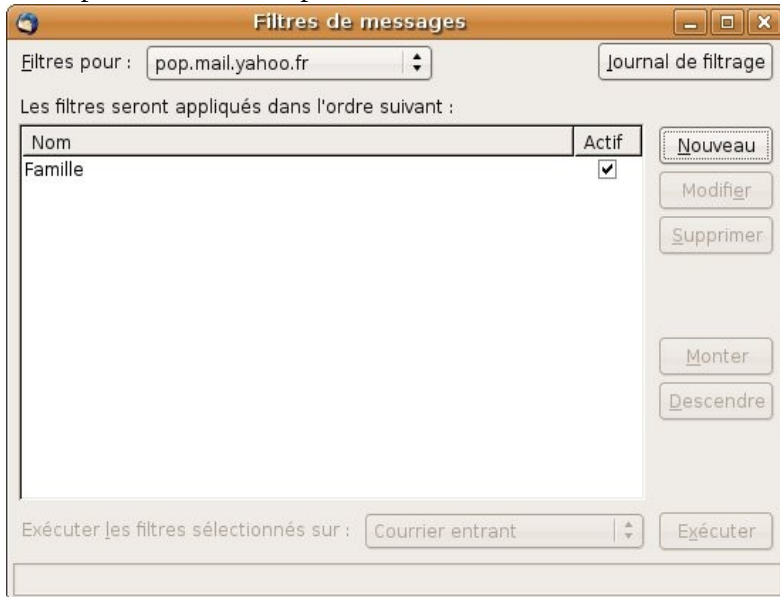 Filtres de messages
Filtres pour : pop.mail.yahoo.fr Journal de filtrage
Les filtres seront appliqués dans l'ordre suivant :
Nom Actif Nouveau
Famille
Modifier
Supprimer
Monter
Descendre
Exécuter les filtres sélectionnés sur : Courrier entrant Exécuter